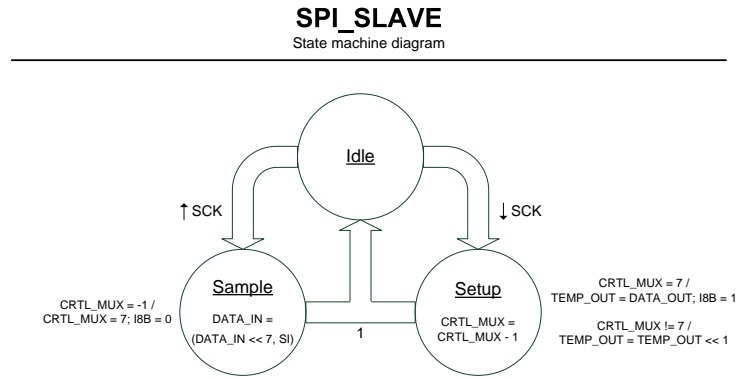 SPI_SLAVE
State machine diagram
Idle
↑ SCK
↓ SCK
Sample
DATA_IN =
(DATA_IN << 7, SI)
CRTL_MUX = -1 /
CRTL_MUX = 7; I8B = 0
1
Setup
CRTL_MUX =
CRTL_MUX - 1
CRTL_MUX = 7 /
TEMP_OUT = DATA_OUT; I8B = 1
CRTL_MUX != 7 /
TEMP_OUT = TEMP_OUT << 1